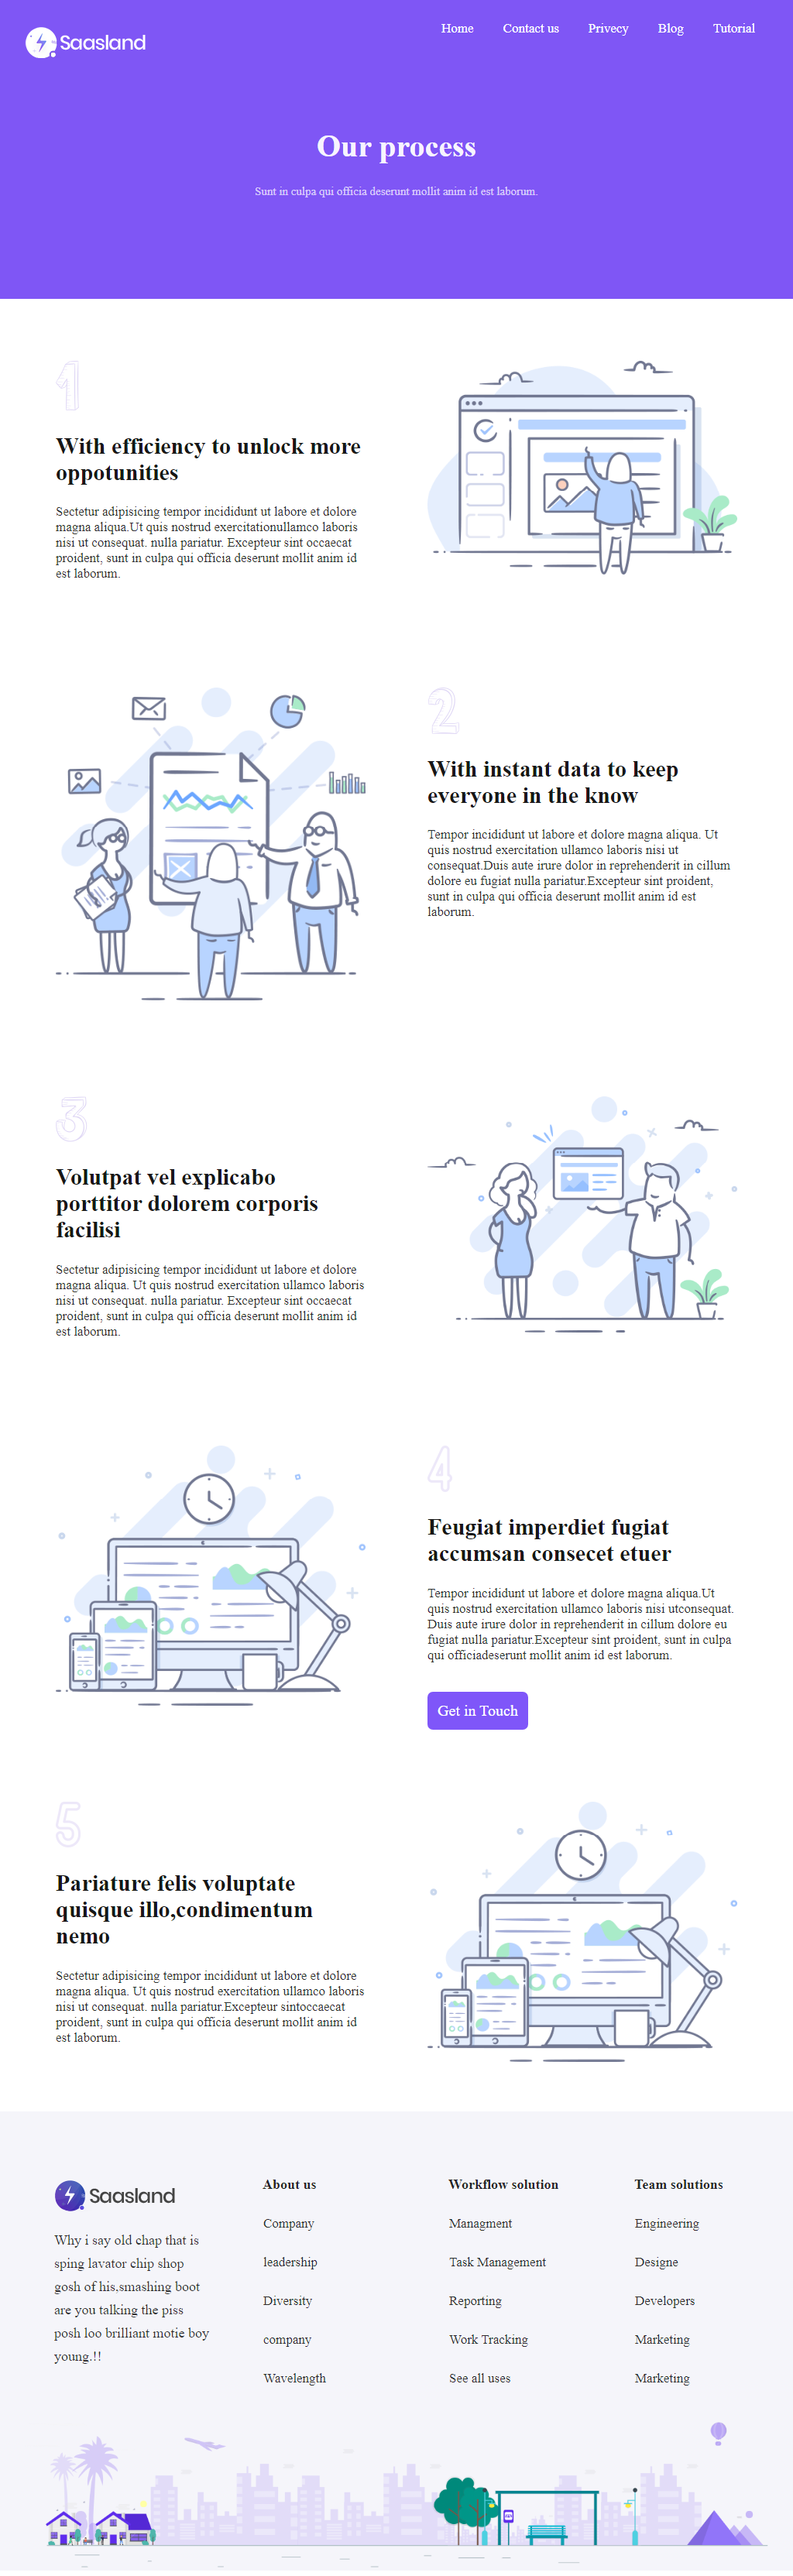 Saasland
Home Contact us Privecy Blog Tutorial
Our process
Sunt in culpa qui officia deserunt mollit anim id est laborum.
1
With efficiency to unlock more
oppotunities
Sectetur adipisicing tempor incididunt ut labore et dolore
magna aliqua.Ut quis nostrud exercitationullamco laboris
nisi ut consequat. nulla pariatur. Excepteur sint occaecat
proident, sunt in culpa qui officia deserunt mollit anim id
est laborum.
2
With instant data to keep
everyone in the know
Tempor incididunt ut labore et dolore magna aliqua. Ut
quis nostrud exercitation ullamco laboris nisi ut
consequat.Duis aute irure dolor in reprehenderit in cillum
dolore eu fugiat nulla pariatur.Excepteur sint proident,
sunt in culpa qui officia deserunt mollit anim id est
laborum.
3
Volutpat vel explicabo
porttitor dolorem corporis
facilisi
Sectetur adipisicing tempor incididunt ut labore et dolore
magna aliqua. Ut quis nostrud exercitation ullamco laboris
nisi ut consequat. nulla pariatur. Excepteur sint occaecat
proident, sunt in culpa qui officia deserunt mollit anim id
est laborum.
4
Feugiat imperdiet fugiat
accumsan consecet etuer
Tempor incididunt ut labore et dolore magna aliqua.Ut
quis nostrud exercitation ullamco laboris nisi utconsequat.
Duis aute irure dolor in reprehenderit in cillum dolore eu
fugiat nulla pariatur.Excepteur sint proident, sunt in culpa
qui officiadeserunt mollit anim id est laborum.
Get in Touch
5
Pariature felis voluptate
quisque illo,condimentum
nemo
Sectetur adipisicing tempor incididunt ut labore et dolore
magna aliqua. Ut quis nostrud exercitation ullamco laboris
nisi ut consequat. nulla pariatur.Excepteur sintoccaecat
proident, sunt in culpa qui officia deserunt mollit anim id
est laborum.
Saasland
Why i say old chap that is
sping lavator chip shop
gosh of his,smashing boot
are you talking the piss
posh loo brilliant motie boy
young.!!
About us
Company
leadership
Diversity
company
Wavelength
Workflow solution
Managment
Task Management
Reporting
Work Tracking
See all uses
Team solutions
Engineering
Designe
Developers
Marketing
Marketing